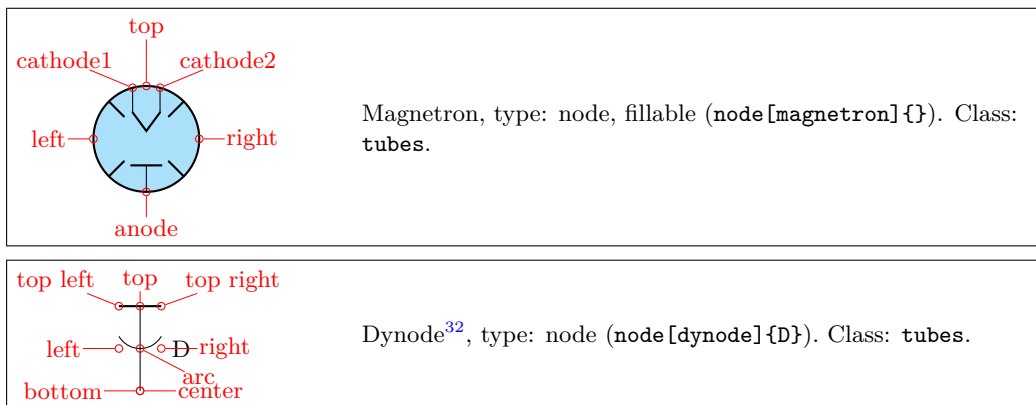 top
cathode1 cathode2
left right
anode
Magnetron, type: node, fillable (node[magnetron]{}). Class:
tubes.
top left top top right
left D right
arc
bottom center
Dynode32, type: node (node[dynode]{D}). Class: tubes.